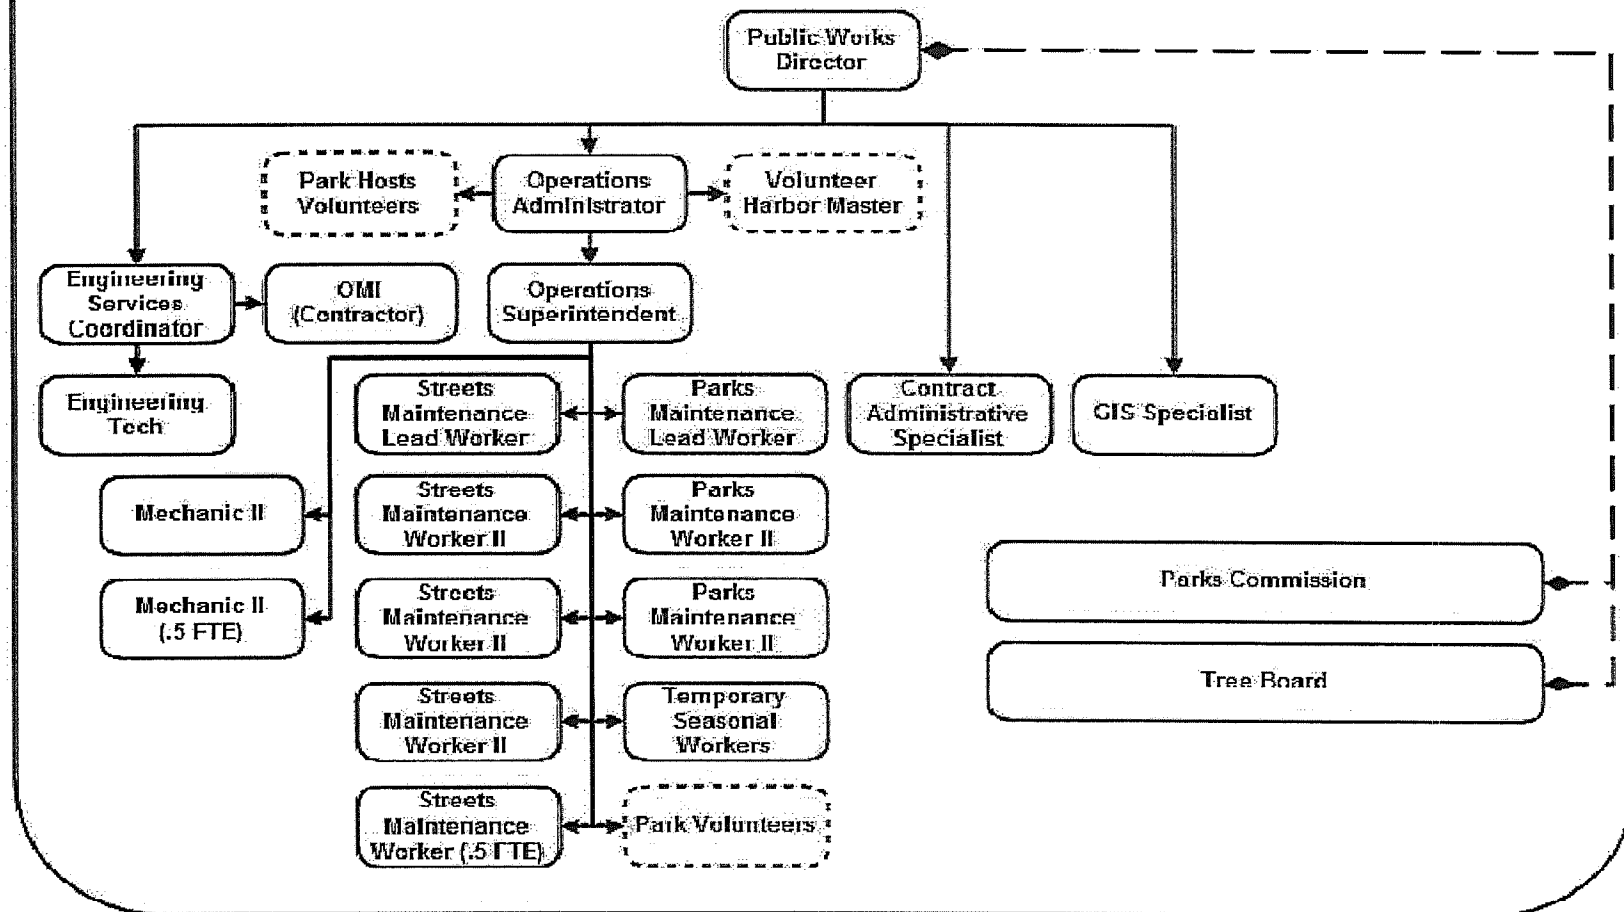 Public Works
Director
Park Hosts
Volunteers
Operations
Administrator
Volunteer
Harbor Master
Engineering
Services
Coordinator
OMI
(Contractor)
Operations
Superintendent
Engineering
Tech
Streets
Maintenance
Lead Worker
Parks
Maintenance
Lead Worker
Contract
Administrative
Specialist
GIS Specialist
Mechanic II
Streets
Maintenance
Worker II
Parks
Maintenance
Worker II
Parks Commission
Mechanic II
(.5 FTE)
Streets
Maintenance
Worker II
Parks
Maintenance
Worker II
Tree Board
Streets
Maintenance
Worker II
Temporary
Seasonal
Workers
Streets
Maintenance
Worker (.5 FTE)
Park Volunteers